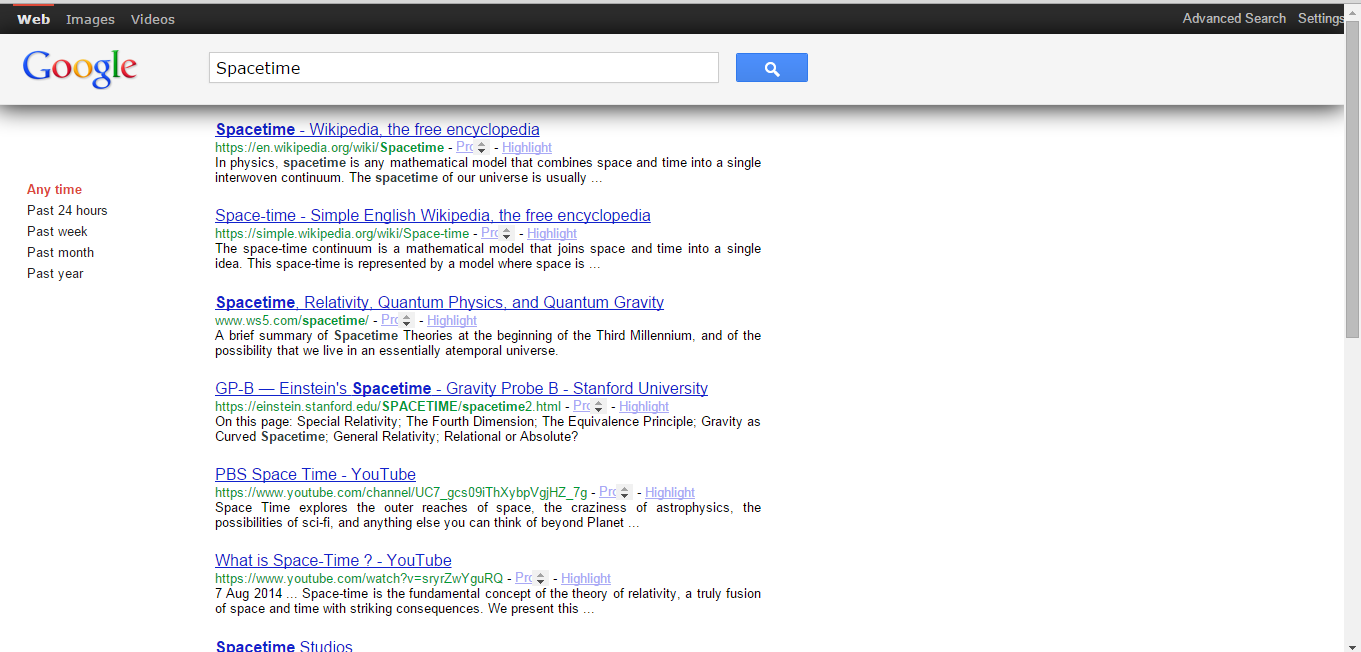 Web Images Videos Advanced Search Settings
Google Spacetime
Spacetime - Wikipedia, the free encyclopedia
https://en.wikipedia.org/wiki/Spacetime - - Highlight
In physics, spacetime is any mathematical model that combines space and time into a single
interwoven continuum. The spacetime of our universe is usually ...
Any time
Past 24 hours
Past week
Past month
Past year
Space-time - Simple English Wikipedia, the free encyclopedia
https://simple.wikipedia.org/wiki/Space-time - - Highlight
The space-time continuum is a mathematical model that joins space and time into a single
idea. This space-time is represented by a model where space is ...
Spacetime, Relativity, Quantum Physics, and Quantum Gravity
www.ws5.com/spacetime/ - - Highlight
A brief summary of Spacetime Theories at the beginning of the Third Millennium, and of the
possibility that we live in an essentially atemporal universe.
GP-B — Einstein's Spacetime - Gravity Probe B - Stanford University
https://einstein.stanford.edu/SPACETIME/spacetime2.html - - Highlight
On this page: Special Relativity; The Fourth Dimension; The Equivalence Principle; Gravity as
Curved Spacetime; General Relativity; Relational or Absolute?
PBS Space Time - YouTube
https://www.youtube.com/channel/UC7_gcs09iThXybpVgjHZ_7g - - Highlight
Space Time explores the outer reaches of space, the craziness of astrophysics, the
possibilities of sci-fi, and anything else you can think of beyond Planet ...
What is Space-Time ? - YouTube
https://www.youtube.com/watch?v=sryrZwYguRQ - - Highlight
7 Aug 2014 ... Space-time is the fundamental concept of the theory of relativity, a truly fusion
of space and time with striking consequences. We present this ...
Spacetime Studios